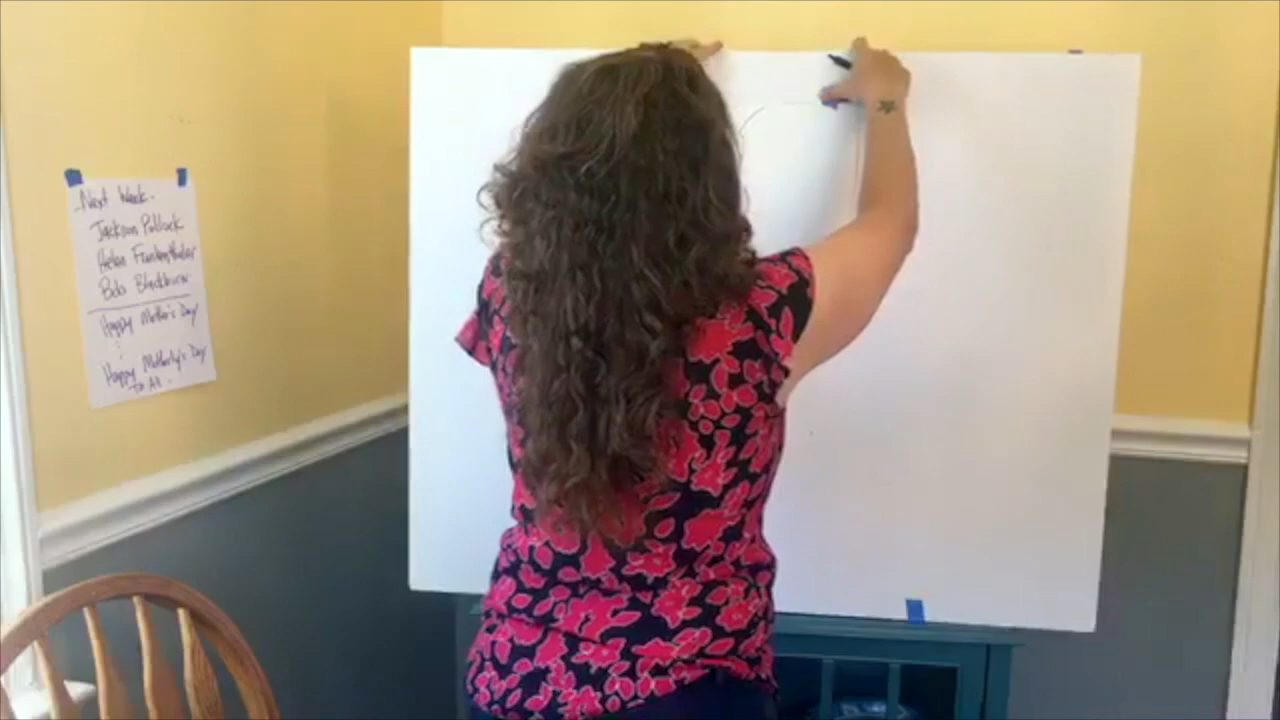 Next Week.
Jackson Pollock
Helen Frankenthaler
Bob Blackburn
Happy Mother's Day
Happy Motherly's Day
To All -